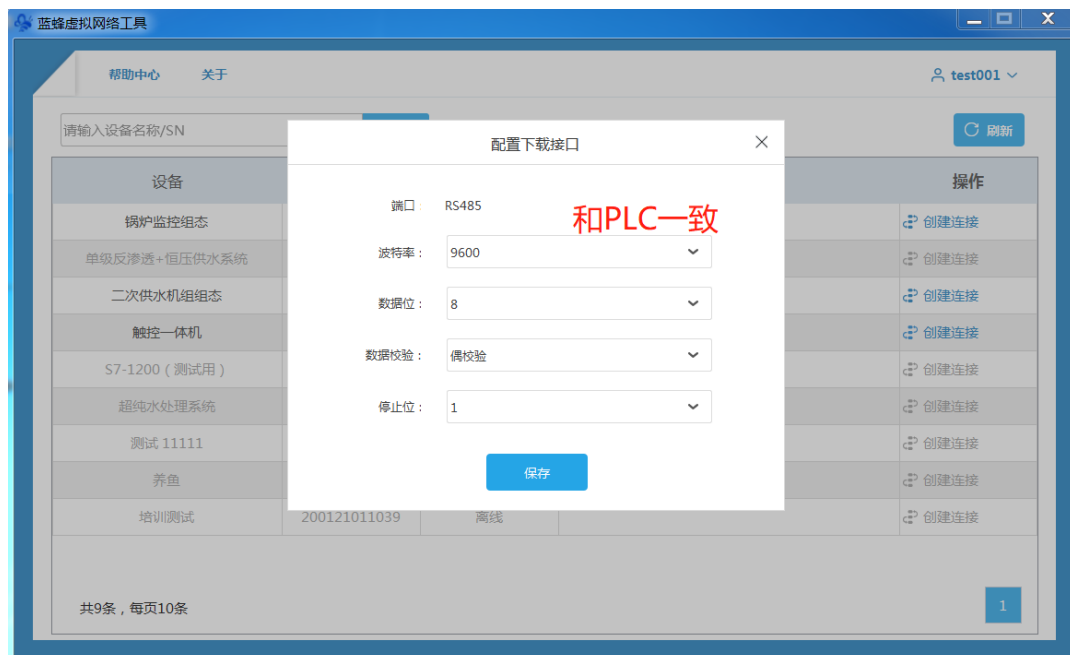 蓝蜂虚拟网络工具
帮助中心 关于 test001
请输入设备名称/SN 刷新
配置下载接口
设备 操作
端口: RS485
和PLC一致
锅炉监控组态 创建连接
波特率: 9600
单级反渗透+恒压供水系统 创建连接
二次供水机组组态 创建连接
数据位: 8
触控一体机 创建连接
数据校验: 偶校验
S7-1200(测试用) 创建连接
超纯水处理系统 创建连接
停止位: 1
测试 11111 创建连接
保存
养鱼 创建连接
培训测试 200121011039 离线 创建连接
共9条,每页10条 1